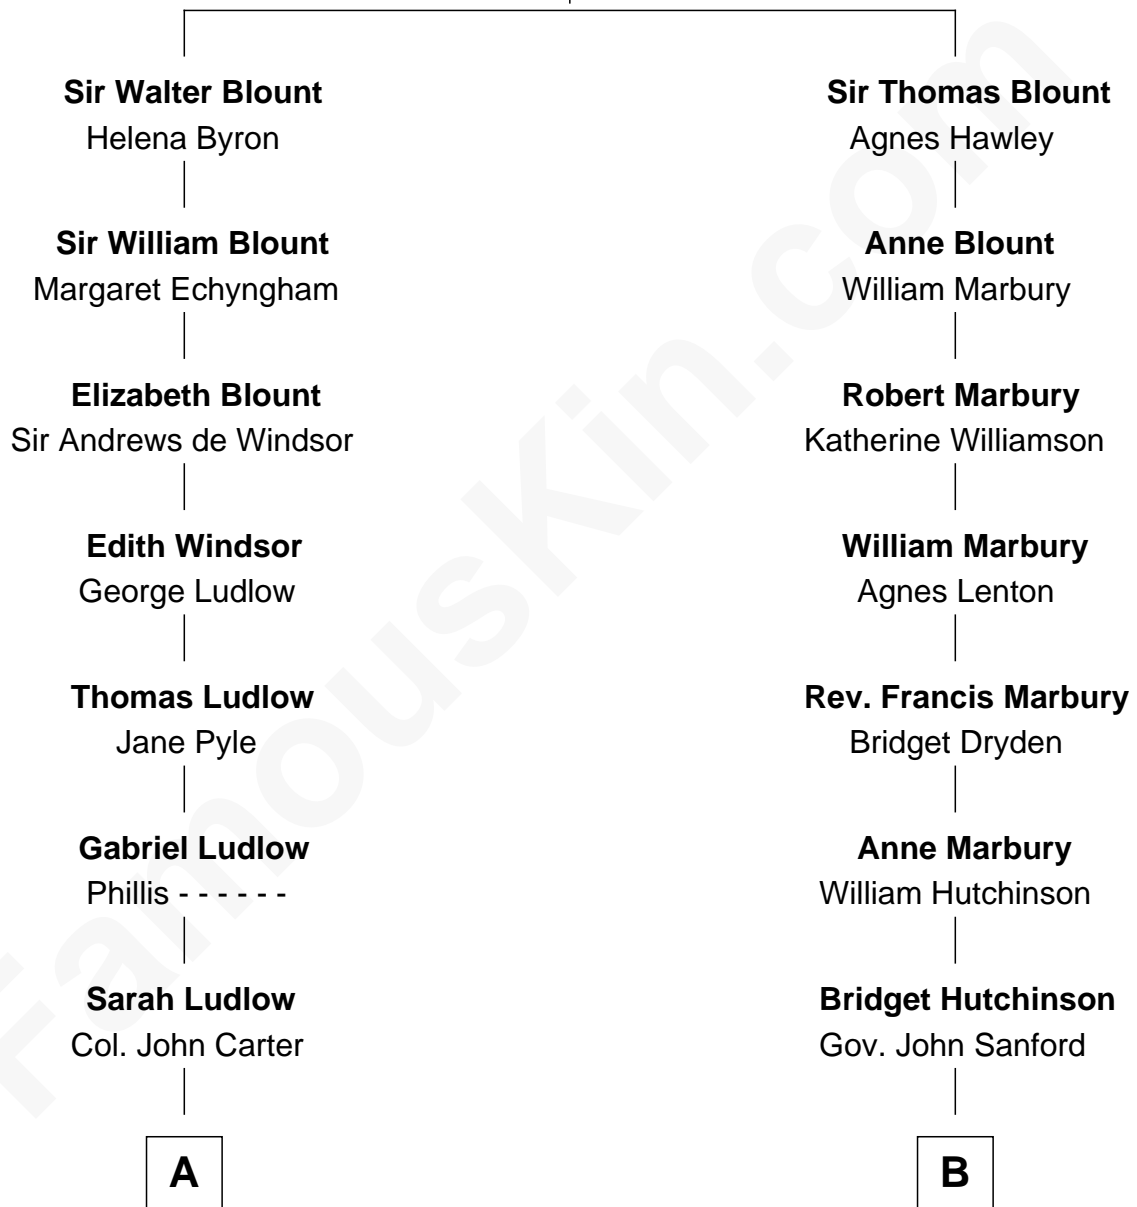 Sir Walter Blount
Helena Byron
Sir William Blount
Margaret Echyngham
Elizabeth Blount
Sir Andrews de Windsor
Edith Windsor
George Ludlow
Thomas Ludlow
Jane Pyle
Gabriel Ludlow
Phillis - - - - - -
Sarah Ludlow
Col. John Carter
A
Sir Thomas Blount
Agnes Hawley
Anne Blount
William Marbury
Robert Marbury
Katherine Williamson
William Marbury
Agnes Lenton
Rev. Francis Marbury
Bridget Dryden
Anne Marbury
William Hutchinson
Bridget Hutchinson
Gov. John Sanford
B
FamousKin.com